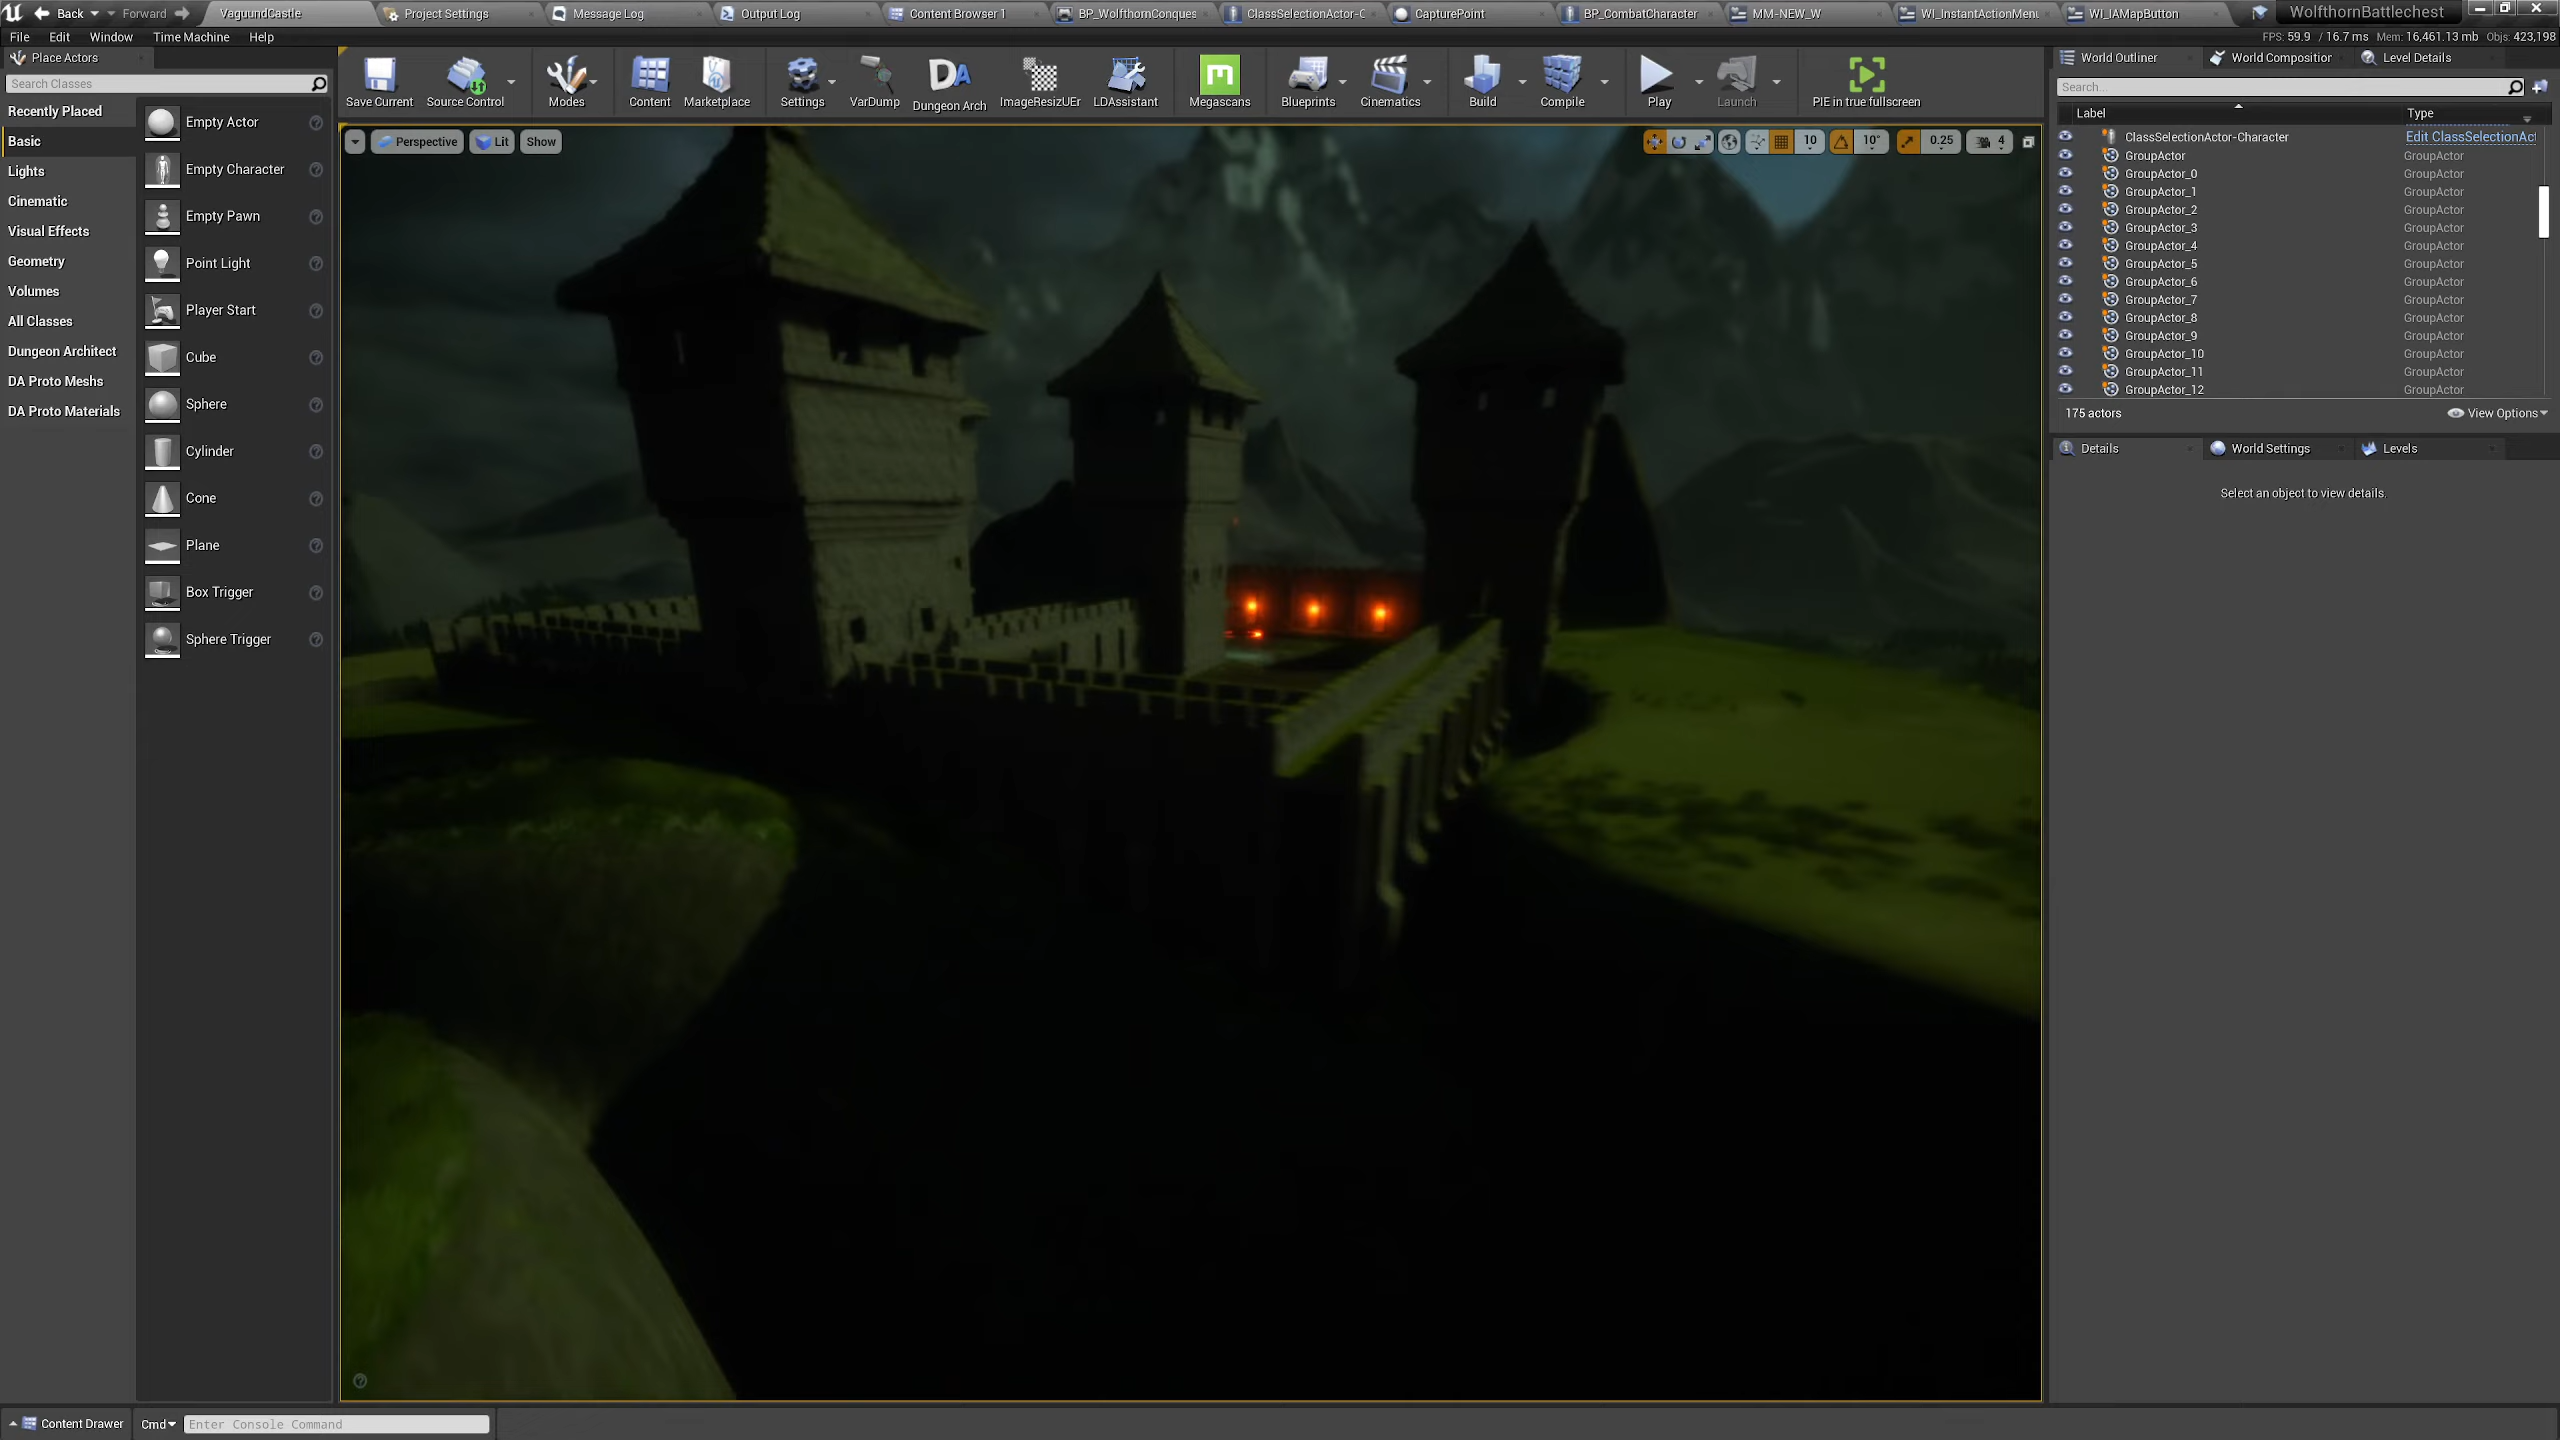 Back
Forward
VaguundCastle
Project Settings
Message Log
Output Log
Content Browser 1
BP_WolfthornConques
ClassSelectionActor-C
CapturePoint
BP_CombatCharacter
MM-NEW_W
WI_InstantActionMenu
WI_IAMapButton
WolfthornBattlechest
File
Edit
Window
Time Machine
Help
FPS: 59.9 / 16.7 ms Mem: 16,461.13 mb Objs: 423,198
Place Actors
Search Classes
Recently Placed
Basic
Lights
Cinematic
Visual Effects
Geometry
Volumes
All Classes
Dungeon Architect
DA Proto Meshs
DA Proto Materials
Empty Actor
Empty Character
Empty Pawn
Point Light
Player Start
Cube
Sphere
Cylinder
Cone
Plane
Box Trigger
Sphere Trigger
Save Current
Source Control
Modes
Content
Marketplace
Settings
VarDump
DA
Dungeon Arch
ImageResizUEr
LDAssistant
Megascans
Blueprints
Cinematics
Build
Compile
Play
Launch
PIE in true fullscreen
Perspective
Lit
Show
10
10°
0.25
4
World Outliner
World Composition
Level Details
Search...
Label
Type
ClassSelectionActor-Character Edit ClassSelectionAct
GroupActor GroupActor
GroupActor_0 GroupActor
GroupActor_1 GroupActor
GroupActor_2 GroupActor
GroupActor_3 GroupActor
GroupActor_4 GroupActor
GroupActor_5 GroupActor
GroupActor_6 GroupActor
GroupActor_7 GroupActor
GroupActor_8 GroupActor
GroupActor_9 GroupActor
GroupActor_10 GroupActor
GroupActor_11 GroupActor
GroupActor_12 GroupActor
175 actors
View Options
Details
World Settings
Levels
Select an object to view details.
Content Drawer
Cmd
Enter Console Command